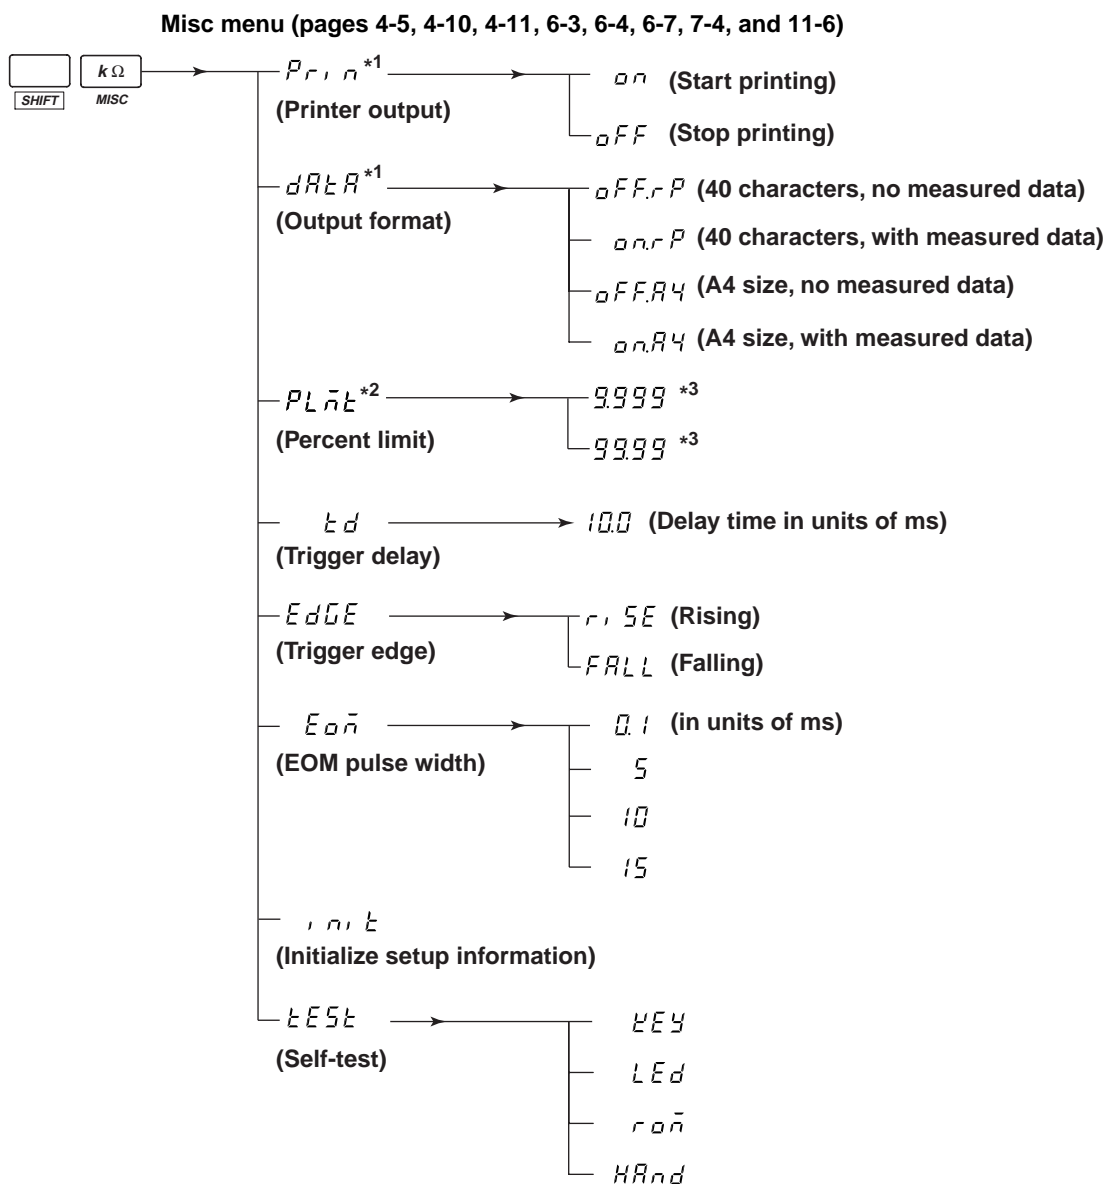 Misc menu (pages 4-5, 4-10, 4-11, 6-3, 6-4, 6-7, 7-4, and 11-6)
k Ω
SHIFT MISC
Prin*1
(Printer output)
on (Start printing)
oFF (Stop printing)
dAtA*1
(Output format)
oFF.rP (40 characters, no measured data)
on.rP (40 characters, with measured data)
oFF.A4 (A4 size, no measured data)
on.A4 (A4 size, with measured data)
PLmt*2
(Percent limit)
9.999 *3
99.99 *3
td
(Trigger delay)
10.0 (Delay time in units of ms)
EdGE
(Trigger edge)
riSE (Rising)
FALL (Falling)
Eom
(EOM pulse width)
0.1 (in units of ms)
5
10
15
init
(Initialize setup information)
tESt
(Self-test)
KEY
LEd
rom
HAnd